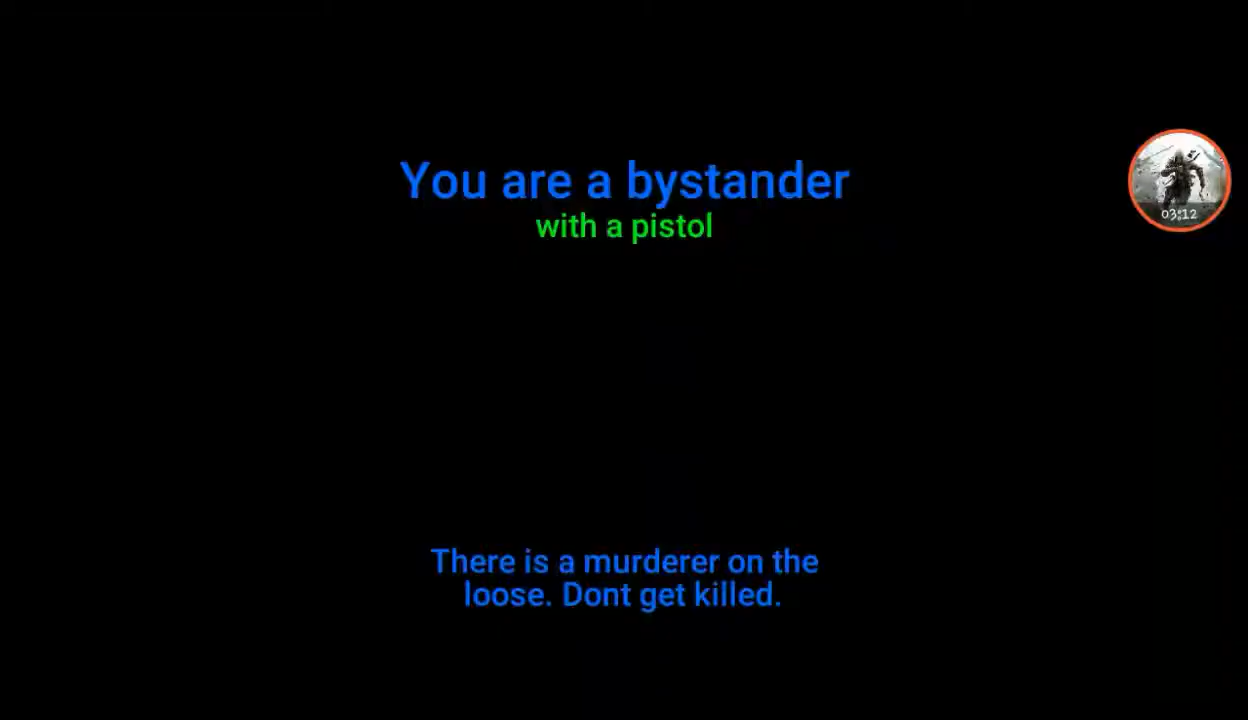 You are a bystander
with a pistol
03:12
There is a murderer on the
loose. Dont get killed.